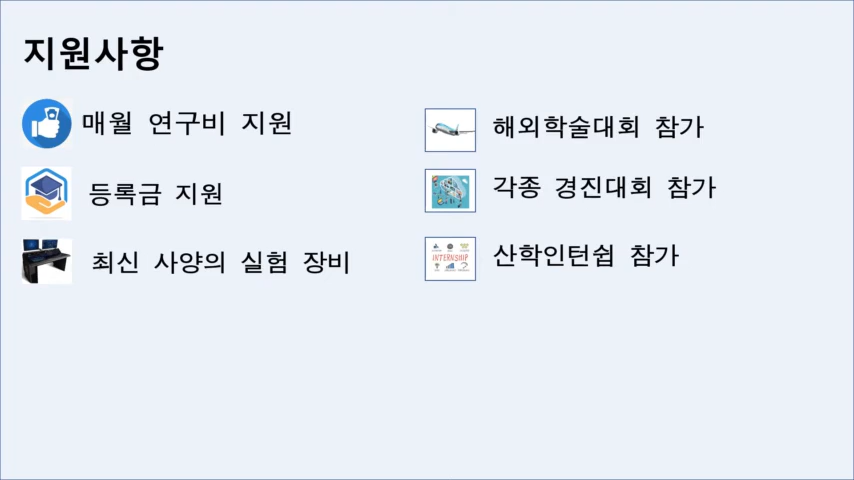 지원사항
매월 연구비 지원
등록금 지원
최신 사양의 실험 장비
해외학술대회 참가
각종 경진대회 참가
INTERNSHIP
산학인턴쉽 참가